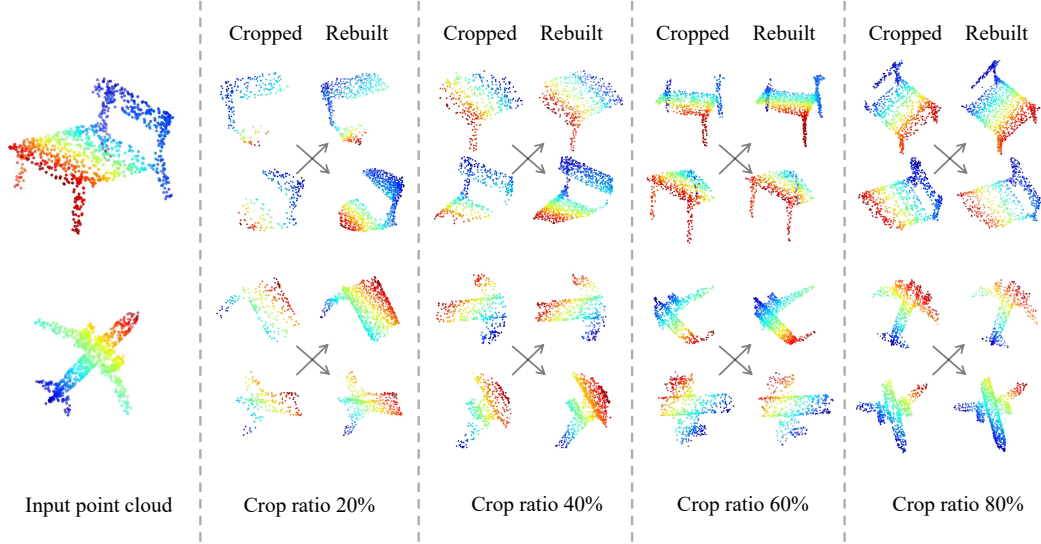 Cropped Rebuilt Cropped Rebuilt Cropped Rebuilt Cropped Rebuilt
Input point cloud Crop ratio 20% Crop ratio 40% Crop ratio 60% Crop ratio 80%